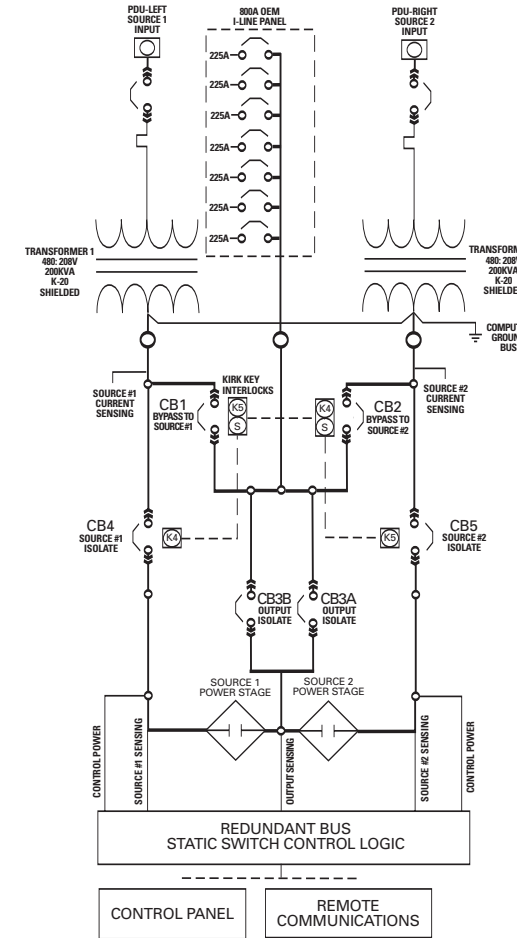 PDU-LEFT
SOURCE 1
INPUT
800A OEM
I-LINE PANEL
PDU-RIGHT
SOURCE 2
INPUT
225A
225A
225A
225A
225A
225A
225A
TRANSFORMER 1
480: 208V
200KVA
K-20
SHIELDED
TRANSFORM
480: 208V
200KVA
K-20
SHIELDE
COMPUT
GROUN
BUS
SOURCE #1
CURRENT
SENSING
KIRK KEY
INTERLOCKS
SOURCE #2
CURRENT
SENSING
CB1
BYPASS TO
SOURCE#1
K5
S
K4
S
CB2
BYPASS TO
SOURCE#2
CB4
SOURCE #1
ISOLATE
K4
K5
CB5
SOURCE #2
ISOLATE
CB3B
OUTPUT
ISOLATE
CB3A
OUTPUT
ISOLATE
SOURCE 1
POWER STAGE
SOURCE 2
POWER STAGE
CONTROL POWER
SOURCE #1 SENSING
OUTPUT SENSING
SOURCE #2 SENSING
CONTROL POWER
REDUNDANT BUS
STATIC SWITCH CONTROL LOGIC
CONTROL PANEL
REMOTE
COMMUNICATIONS